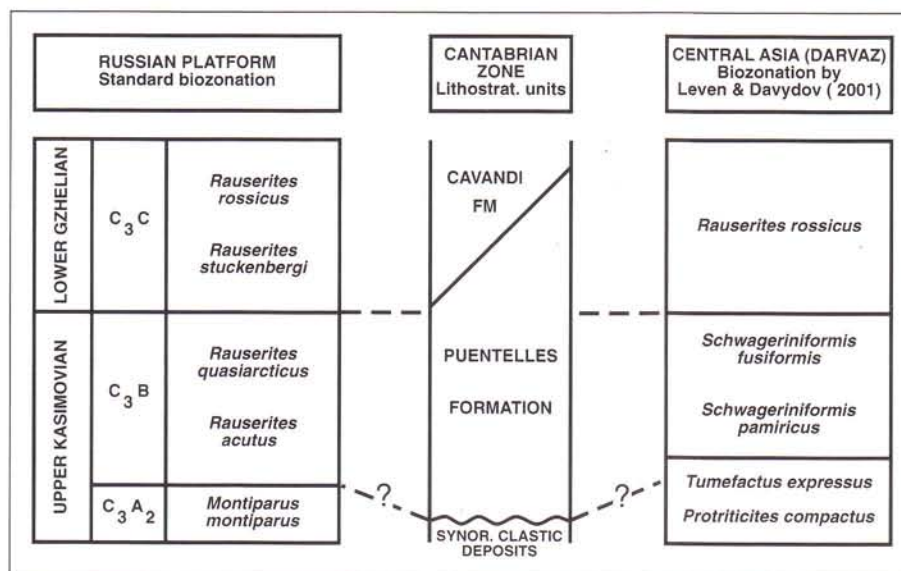 RUSSIAN PLATFORM
Standard biozonation
CANTABRIAN
ZONE
Lithostrat. units
CENTRAL ASIA (DARVAZ)
Biozonation by
Leven & Davydov ( 2001)
LOWER GZHELIAN
C3C
Rauserites
rossicus
Rauserites
stuckenbergi
UPPER KASIMOVIAN
C3B
Rauserites
quasiarcticus
Rauserites
acutus
C3A2
Montiparus
montiparus
CAVANDI
FM
PUENTELLES
FORMATION
?
?
SYNOR. CLASTIC
DEPOSITS
Rauserites rossicus
Schwageriniformis
fusiformis
Schwageriniformis
pamiricus
Tumefactus expressus
Protriticites compactus